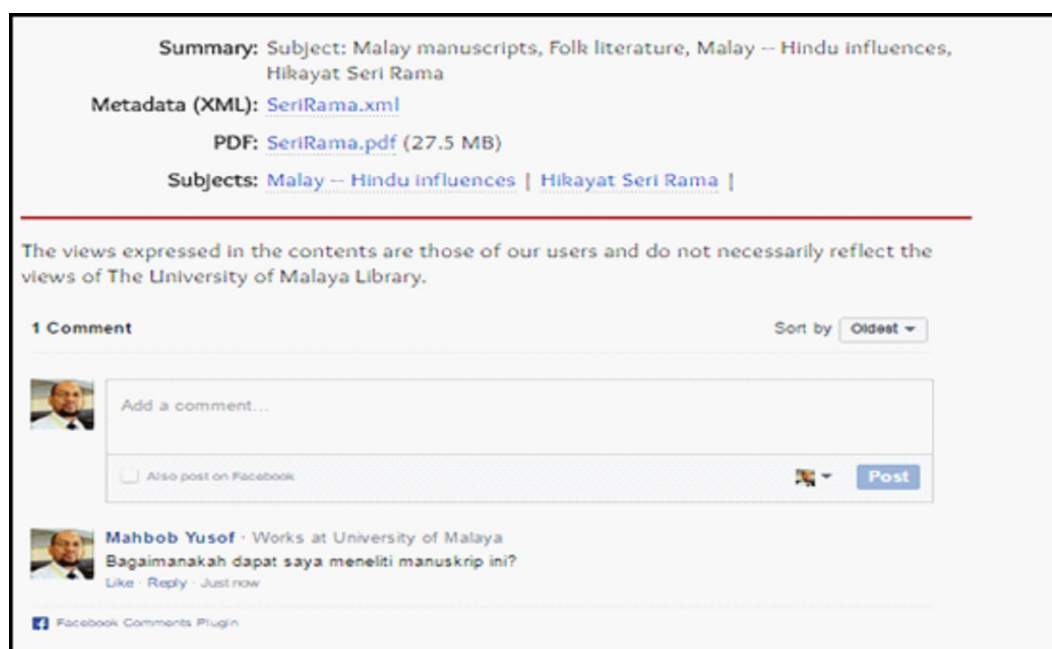 Summary: Subject: Malay manuscripts, Folk literature, Malay -- Hindu influences,
Hikayat Seri Rama
Metadata (XML): SeriRama.xml
PDF: SeriRama.pdf (27.5 MB)
Subjects: Malay -- Hindu influences | Hikayat Seri Rama |
The views expressed in the contents are those of our users and do not necessarily reflect the
views of The University of Malaya Library.
1 Comment Sort by Oldest
Add a comment...
Also post on Facebook Post
Mahbob Yusof · Works at University of Malaya
Bagaimanakah dapat saya meneliti manuskrip ini?
Like · Reply · Just now
Facebook Comments Plugin